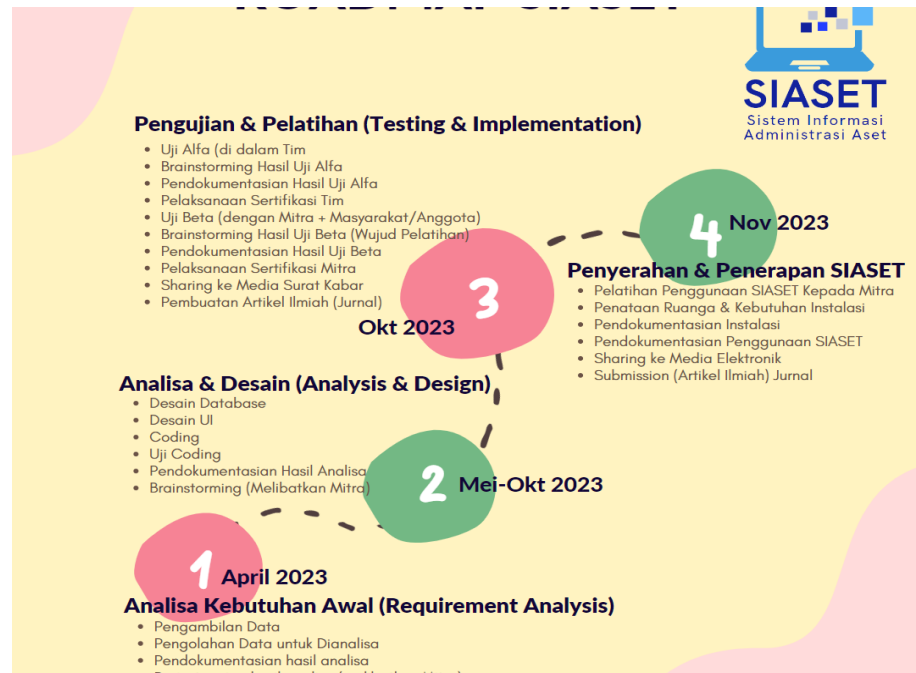 ROADMAP SIASET
SIASET
Sistem Informasi
Administrasi Aset
Pengujian & Pelatihan (Testing & Implementation)
• Uji Alfa (di dalam Tim
• Brainstorming Hasil Uji Alfa
• Pendokumentasian Hasil Uji Alfa
• Pelaksanaan Sertifikasi Tim
• Uji Beta (dengan Mitra + Masyarakat/Anggota)
• Brainstorming Hasil Uji Beta (Wujud Pelatihan)
• Pendokumentasian Hasil Uji Beta
• Pelaksanaan Sertifikasi Mitra
• Sharing ke Media Surat Kabar
• Pembuatan Artikel Ilmiah (Jurnal)
3
Okt 2023
4
Nov 2023
Penyerahan & Penerapan SIASET
• Pelatihan Penggunaan SIASET Kepada Mitra
• Penataan Ruanga & Kebutuhan Instalasi
• Pendokumentasian Instalasi
• Pendokumentasian Penggunaan SIASET
• Sharing ke Media Elektronik
• Submission (Artikel Ilmiah) Jurnal
Analisa & Desain (Analysis & Design)
• Desain Database
• Desain UI
• Coding
• Uji Coding
• Pendokumentasian Hasil Analisa
• Brainstorming (Melibatkan Mitra)
2
Mei-Okt 2023
1
April 2023
Analisa Kebutuhan Awal (Requirement Analysis)
• Pengambilan Data
• Pengolahan Data untuk Dianalisa
• Pendokumentasian hasil analisa